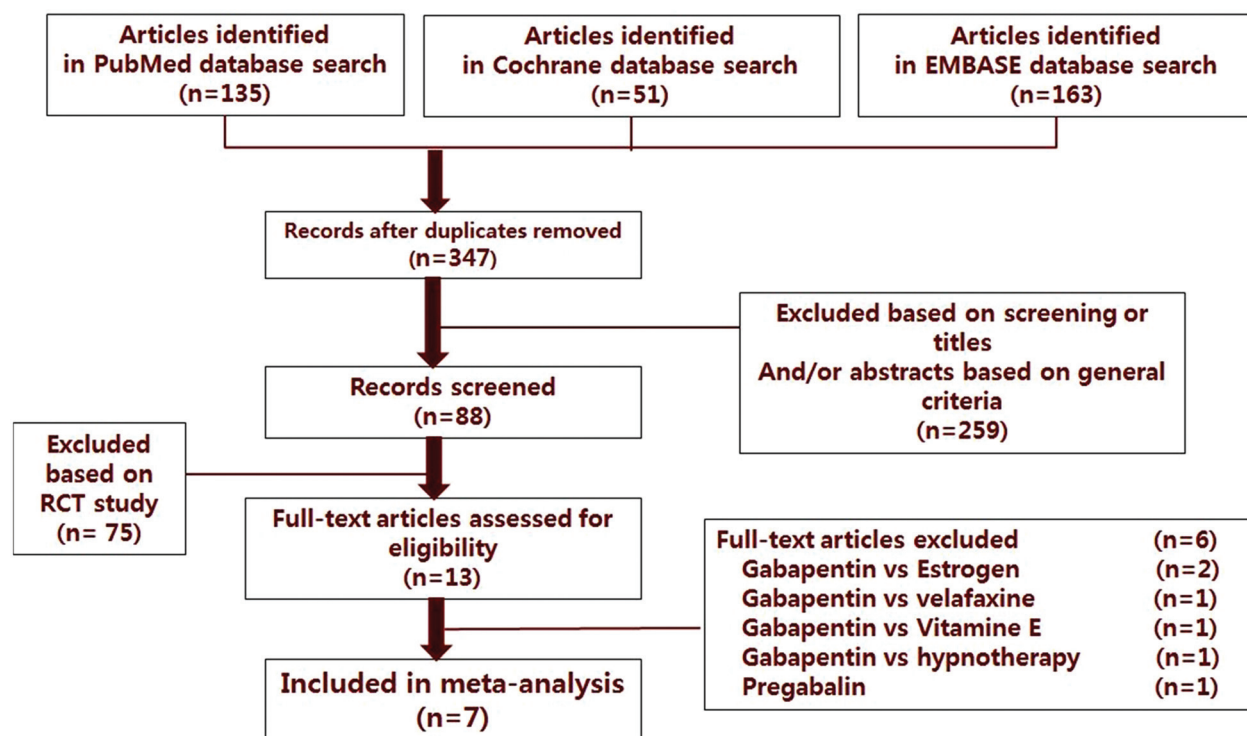 Articles identified
in PubMed database search
(n=135)
Articles identified
in Cochrane database search
(n=51)
Articles identified
in EMBASE database search
(n=163)
Records after duplicates removed
(n=347)
Excluded based on screening or
titles
And/or abstracts based on general
criteria
(n=259)
Records screened
(n=88)
Excluded
based on
RCT study
(n= 75)
Full-text articles assessed for
eligibility
(n=13)
Full-text articles excluded (n=6)
Gabapentin vs Estrogen (n=2)
Gabapentin vs velafaxine (n=1)
Gabapentin vs Vitamine E (n=1)
Gabapentin vs hypnotherapy (n=1)
Pregabalin (n=1)
Included in meta-analysis
(n=7)